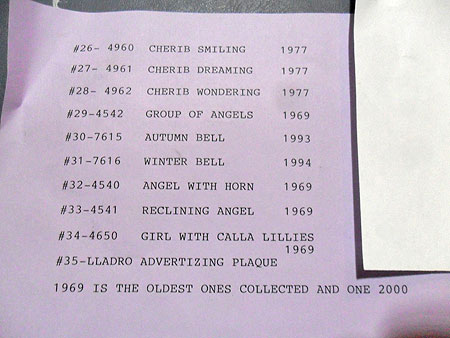 #26- 4960 CHERIB SMILING 1977
#27- 4961 CHERIB DREAMING 1977
#28- 4962 CHERIB WONDERING 1977
#29-4542 GROUP OF ANGELS 1969
#30-7615 AUTUMN BELL 1993
#31-7616 WINTER BELL 1994
#32-4540 ANGEL WITH HORN 1969
#33-4541 RECLINING ANGEL 1969
#34-4650 GIRL WITH CALLA LILLIES
1969
#35-LLADRO ADVERTIZING PLAQUE
1969 IS THE OLDEST ONES COLLECTED AND ONE 2000